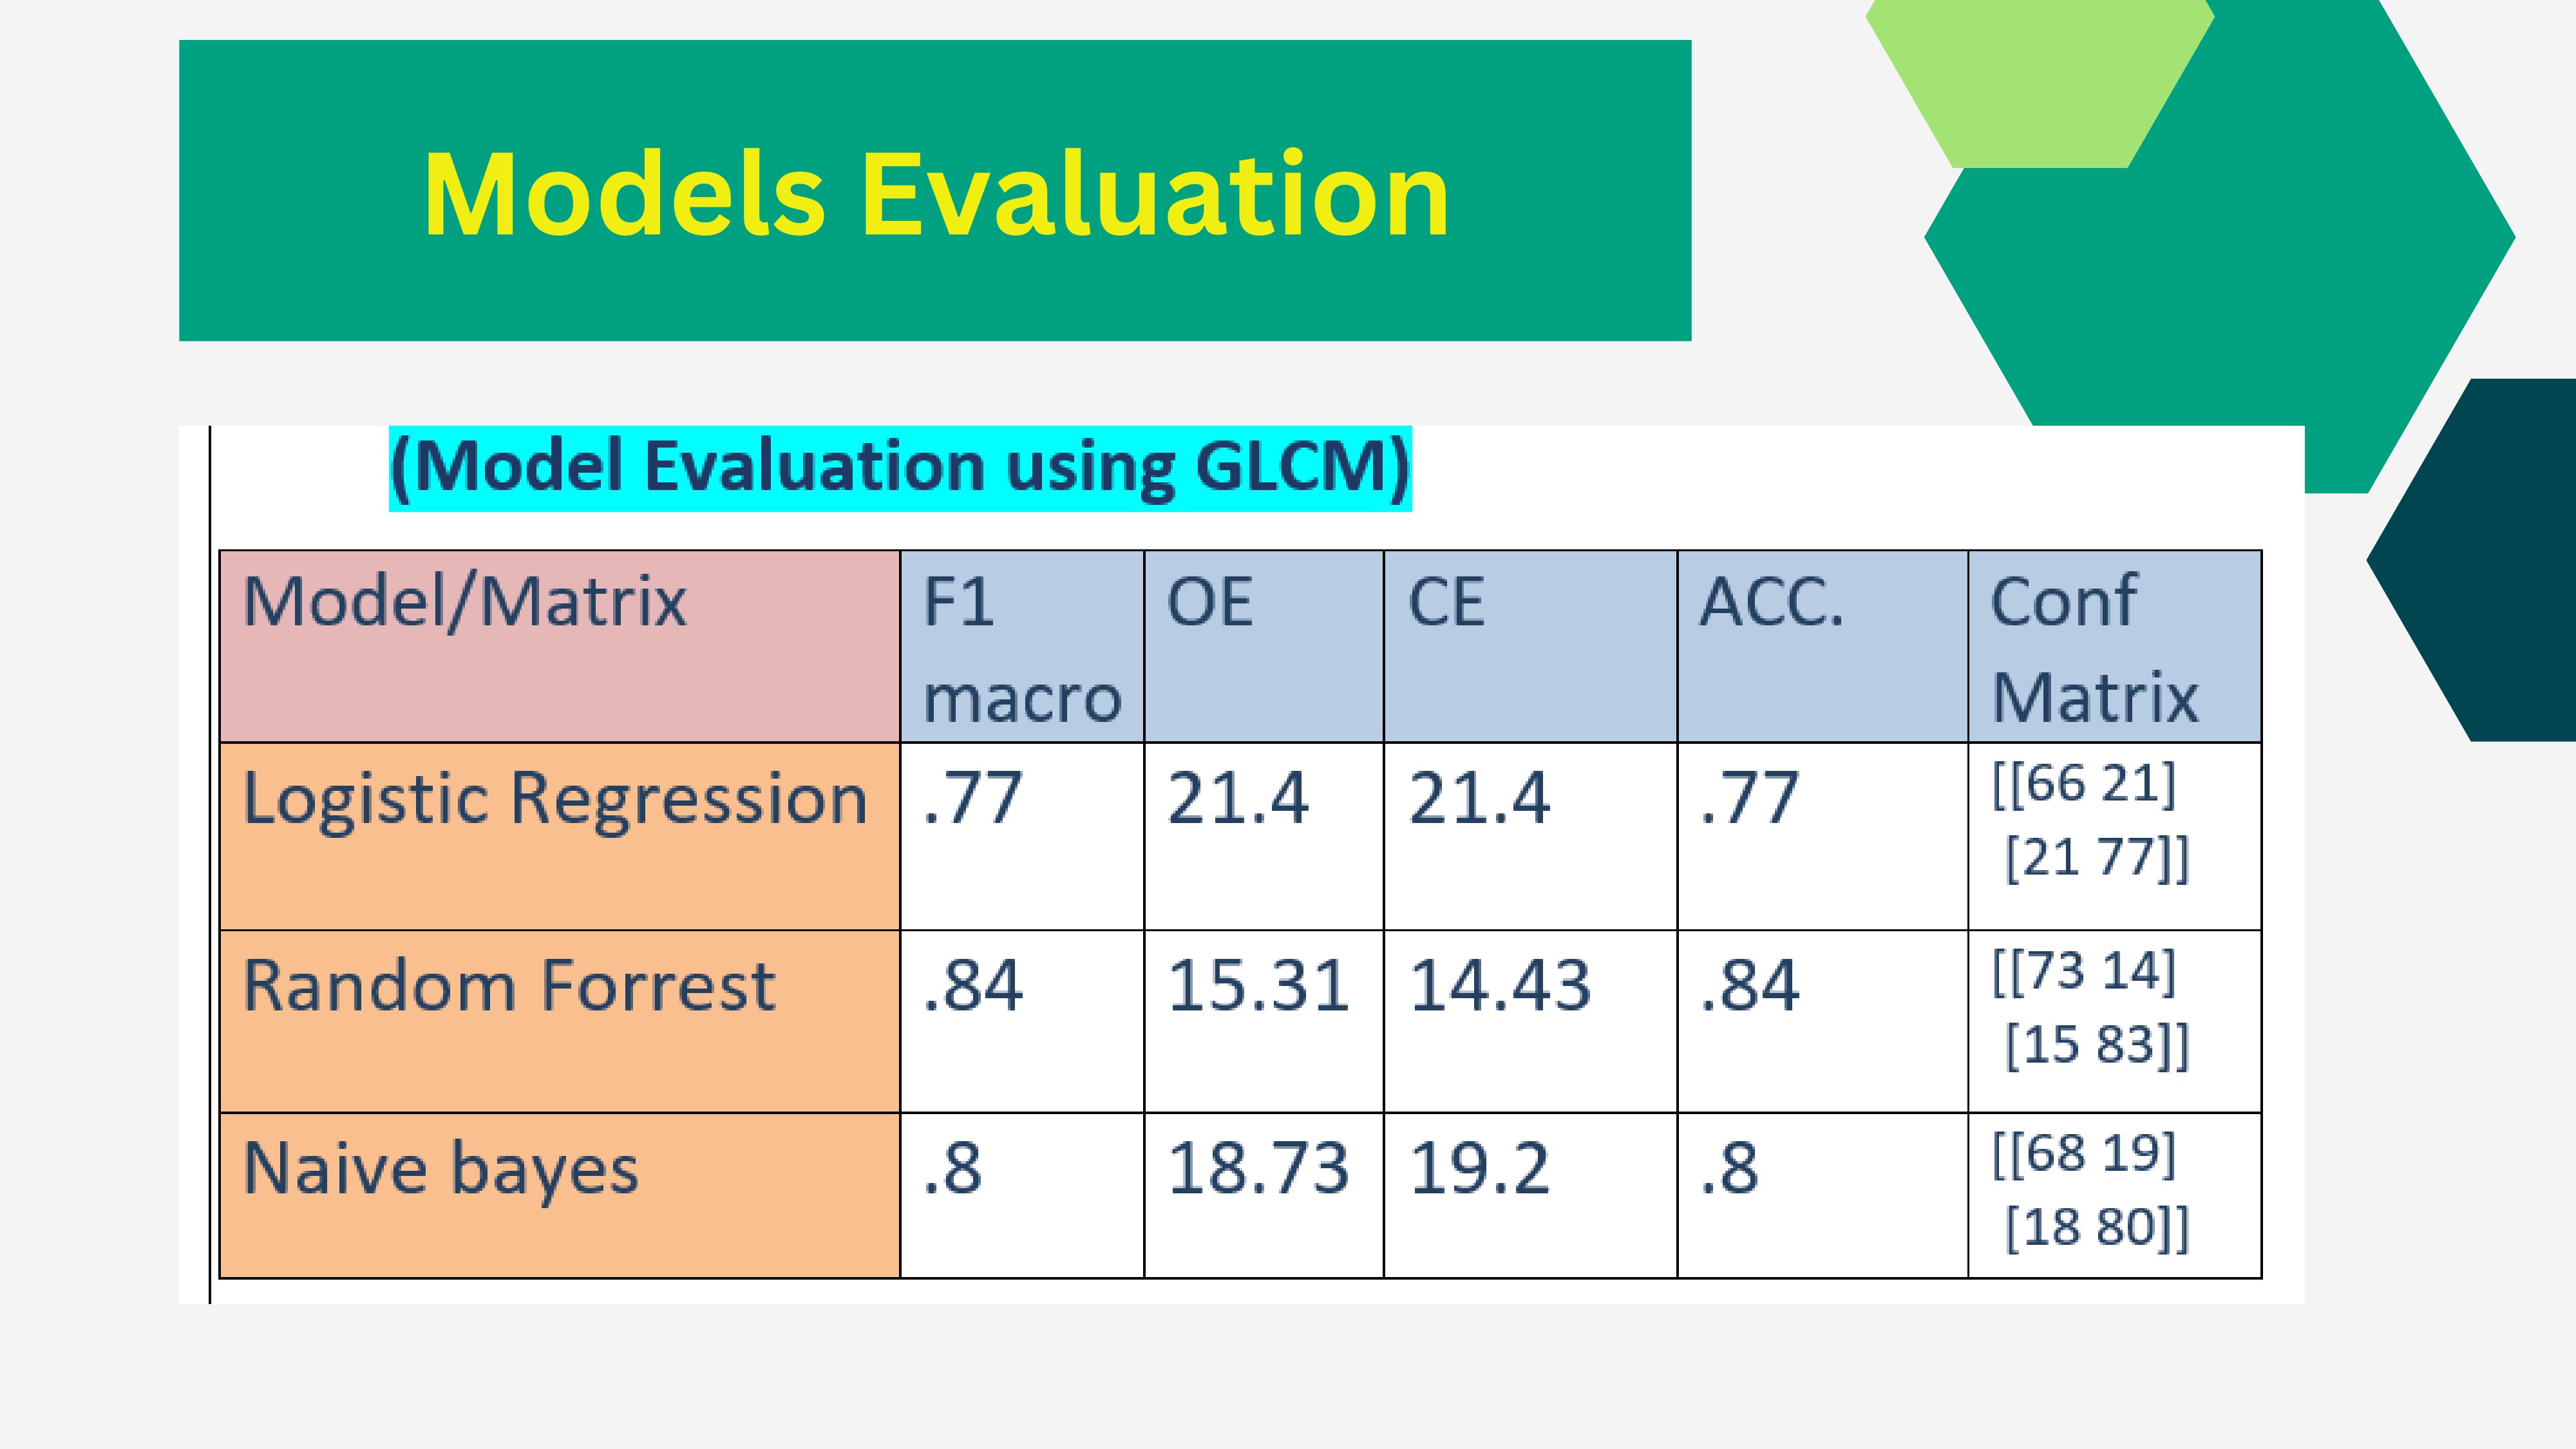 Models Evaluation
(Model Evaluation using GLCM)
Model/Matrix F1 macro OE CE ACC. Conf Matrix
Logistic Regression .77 21.4 21.4 .77 [[66 21]
[21 77]]
Random Forrest .84 15.31 14.43 .84 [[73 14]
[15 83]]
Naive bayes .8 18.73 19.2 .8 [[68 19]
[18 80]]